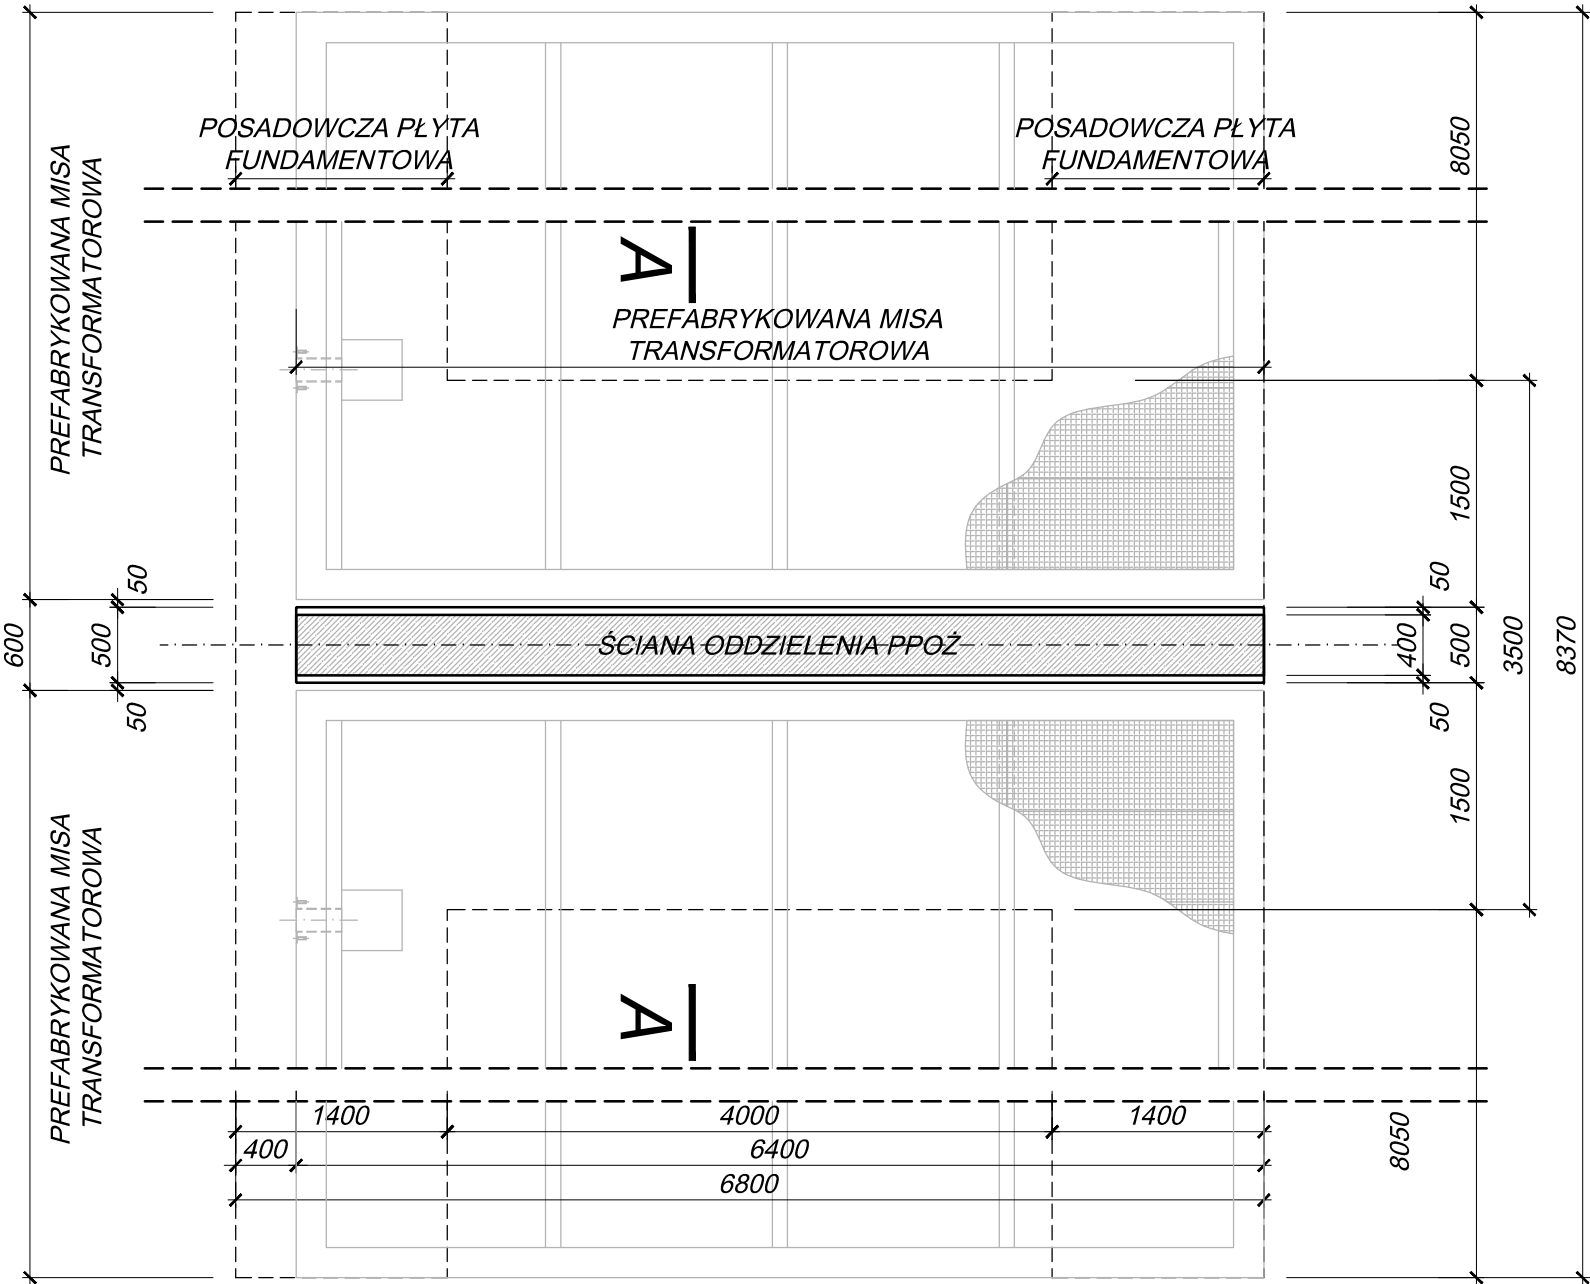 POSADOWCZA PŁYTA
FUNDAMENTOWA
POSADOWCZA PŁYTA
FUNDAMENTOWA
8050
PREFABRYKOWANA MISA
TRANSFORMATOROWA
A
PREFABRYKOWANA MISA
TRANSFORMATOROWA
1500
50
50
600
500
ŚCIANA ODDZIELENIA PPOŻ
400
500
3500
8370
50
50
1500
PREFABRYKOWANA MISA
TRANSFORMATOROWA
A
1400
4000
1400
8050
400
6400
6800